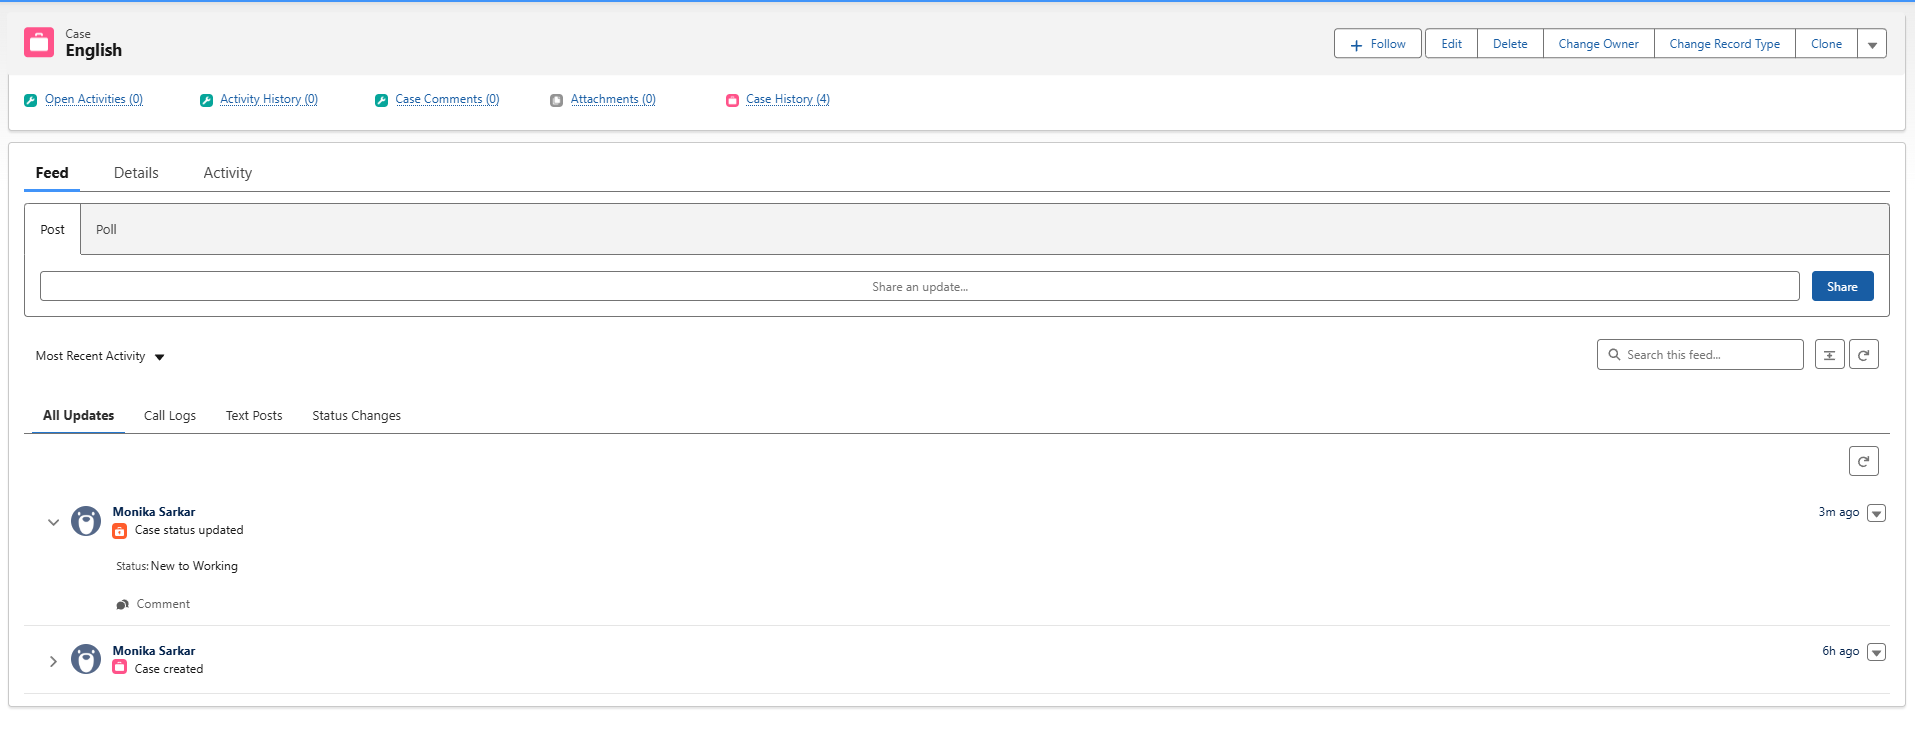 Case
English
Follow Edit Delete Change Owner Change Record Type Clone
Open Activities (0) Activity History (0) Case Comments (0) Attachments (0) Case History (4)
Feed Details Activity
Post Poll
Share an update... Share
Most Recent Activity Search this feed...
All Updates Call Logs Text Posts Status Changes
Monika Sarkar 3m ago
Case status updated
Status: New to Working
Comment
Monika Sarkar 6h ago
Case created